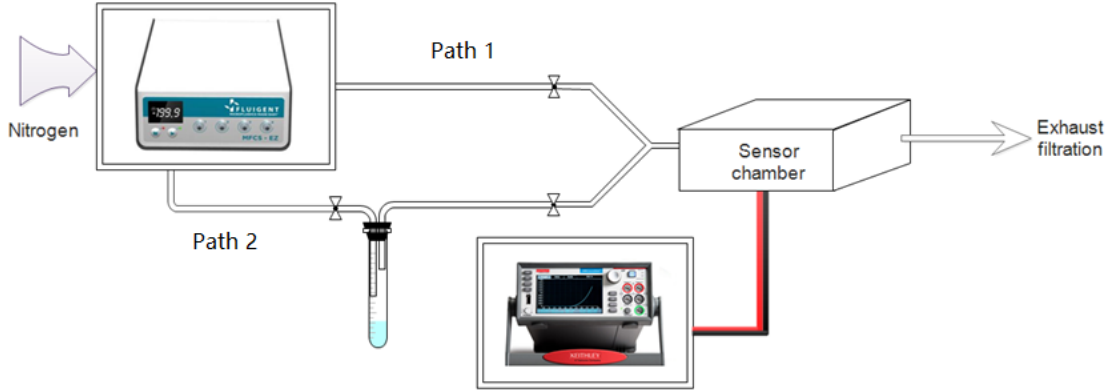 Path 1
199.9
FLUIGENT
MFCS - EZ
Nitrogen
Sensor
chamber
Exhaust
filtration
Path 2
KEITHLEY